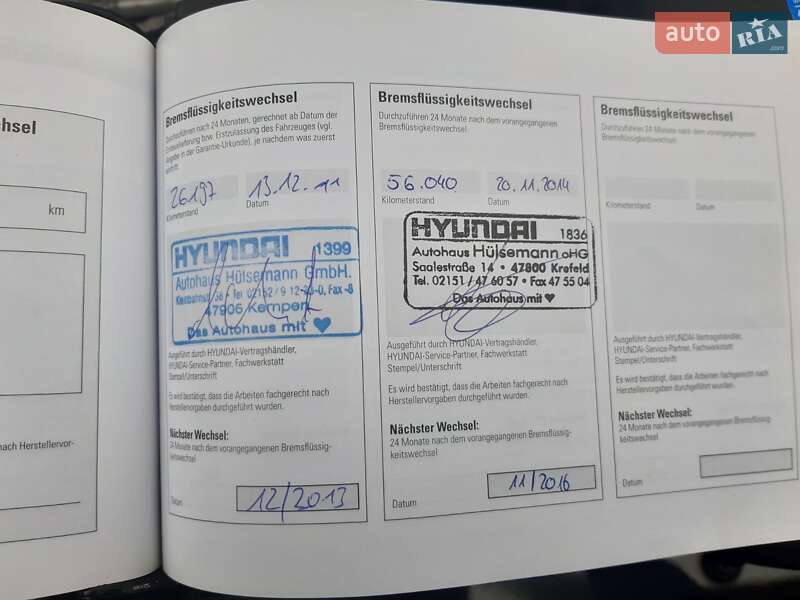 auto RIA .com
hsel
km
nach Herstellervor-
Bremsflüssigkeitswechsel
Durchzuführen nach 24 Monaten, gerechnet ab Datum der
Erstauslieferung bzw. Erstzulassung des Fahrzeuges (vgl.
Angabe in der Garantie-Urkunde), je nachdem was zuerst
eintritt
26197 13.12.11
Kilometerstand Datum
HYUNDAI 1399
Autohaus Hülsemann GmbH.
47906 Kempen
Das Autohaus mit ♥
Ausgeführt durch HYUNDAI-Vertragshändler,
HYUNDAI-Service-Partner, Fachwerkstatt
Stempel/Unterschrift
Es wird bestätigt, dass die Arbeiten fachgerecht nach
Herstellervorgaben durchgeführt wurden.
Nächster Wechsel:
24 Monate nach dem vorangegangenen Bremsflüssig-
keitswechsel
Datum 12/2013
Bremsflüssigkeitswechsel
Durchzuführen 24 Monate nach dem vorangegangenen
Bremsflüssigkeitswechsel
56.040 20.11.2014
Kilometerstand Datum
HYUNDAI 1836
Autohaus Hülsemann oHG
Saalestraße 14 • 47800 Krefeld
Tel. 02151 / 47 60 57 • Fax 47 55 04
Das Autohaus mit ♥
Ausgeführt durch HYUNDAI-Vertragshändler,
HYUNDAI-Service-Partner, Fachwerkstatt
Stempel/Unterschrift
Es wird bestätigt, dass die Arbeiten fachgerecht nach
Herstellervorgaben durchgeführt wurden.
Nächster Wechsel:
24 Monate nach dem vorangegangenen Bremsflüssig-
keitswechsel
Datum 11/2016
Bremsflüssigkeitswechsel
Durchzuführen 24 Monate nach dem vorangegangenen
Bremsflüssigkeitswechsel
Kilometerstand Datum
Ausgeführt durch HYUNDAI-Vertragshändler,
HYUNDAI-Service-Partner, Fachwerkstatt
Stempel/Unterschrift
Es wird bestätigt, dass die Arbeiten fachgerecht nach
Herstellervorgaben durchgeführt wurden.
Nächster Wechsel:
24 Monate nach dem vorangegangenen Bremsflüssig-
keitswechsel
Datum